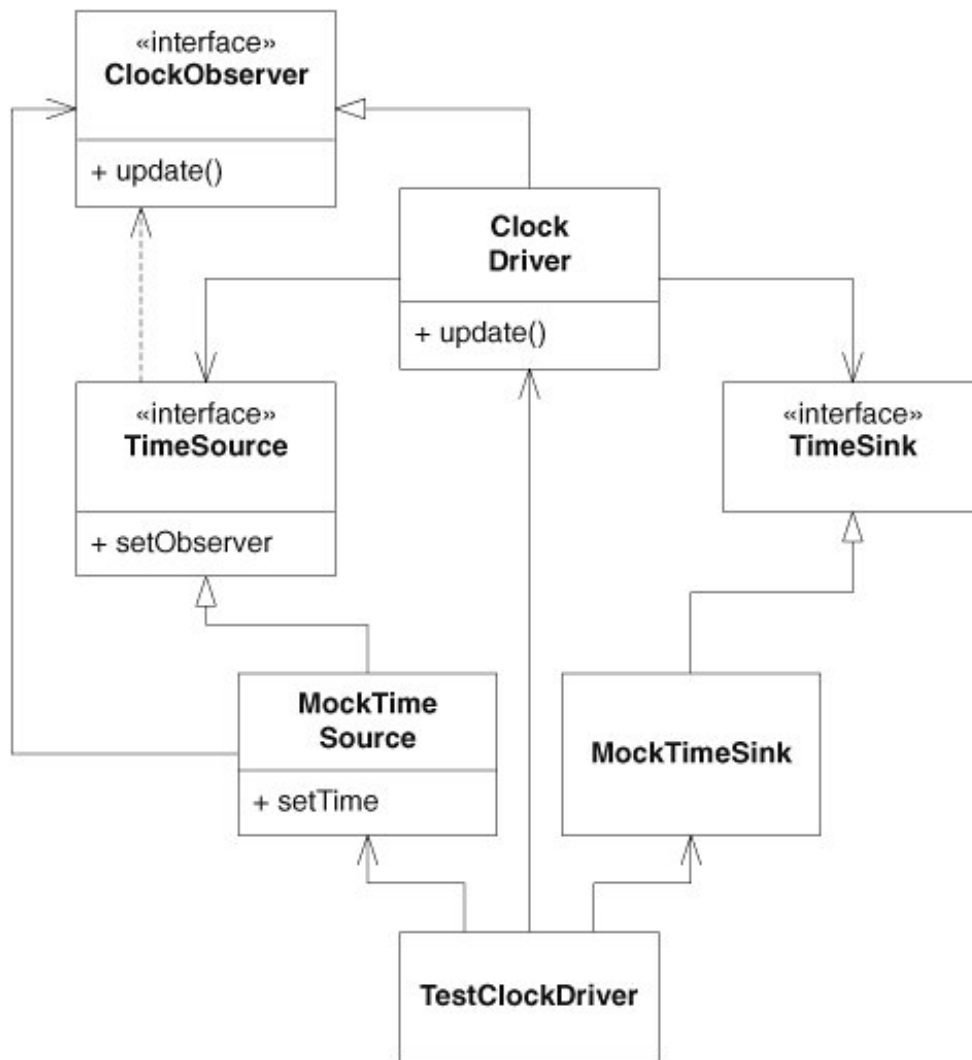 «interface»
ClockObserver
+ update()
Clock
Driver
+ update()
«interface»
TimeSource
+ setObserver
«interface»
TimeSink
MockTime
Source
+ setTime
MockTimeSink
TestClockDriver